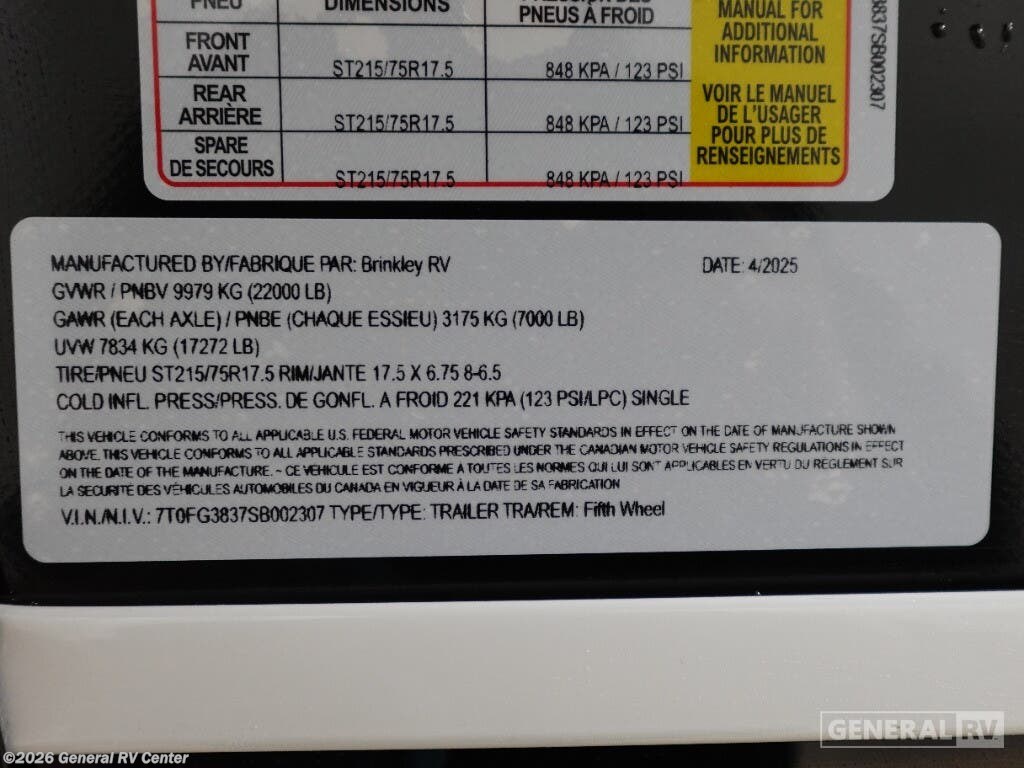 PNEU DIMENSIONS PRESSION DES PNEUS À FROID
MANUAL FOR
ADDITIONAL
INFORMATION
FRONT
AVANT ST215/75R17.5 848 KPA / 123 PSI
REAR
ARRIÈRE ST215/75R17.5 848 KPA / 123 PSI
SPARE
DE SECOURS ST215/75R17.5 848 KPA / 123 PSI
VOIR LE MANUEL
DE L'USAGER
POUR PLUS DE
RENSEIGNEMENTS
837SB002307
MANUFACTURED BY/FABRIQUE PAR: Brinkley RV DATE: 4/2025
GVWR / PNBV 9979 KG (22000 LB)
GAWR (EACH AXLE) / PNBE (CHAQUE ESSIEU) 3175 KG (7000 LB)
UVW 7834 KG (17272 LB)
TIRE/PNEU ST215/75R17.5 RIM/JANTE 17.5 X 6.75 8-6.5
COLD INFL. PRESS/PRESS. DE GONFL. A FROID 221 KPA (123 PSI/LPC) SINGLE
THIS VEHICLE CONFORMS TO ALL APPLICABLE U.S. FEDERAL MOTOR VEHICLE SAFETY STANDARDS IN EFFECT ON THE DATE OF MANUFACTURE SHOWN
ABOVE. THIS VEHICLE CONFORMS TO ALL APPLICABLE STANDARDS PRESCRIBED UNDER THE CANADIAN MOTOR VEHICLE SAFETY REGULATIONS IN EFFECT
ON THE DATE OF THE MANUFACTURE. ~ CE VEHICULE EST CONFORME A TOUTES LES NORMES QUI LUI SONT APPLICABLES EN VERTU DU REGLEMENT SUR
LA SECURITÉ DES VÉHICULES AUTOMOBILES DU CANADA EN VIGUEUR À LA DATE DE SA FABRICATION
V.I.N./N.I.V.: 7T0FG3837SB002307 TYPE/TYPE: TRAILER TRA/REM: Fifth Wheel
GENERAL RV
©2026 General RV Center